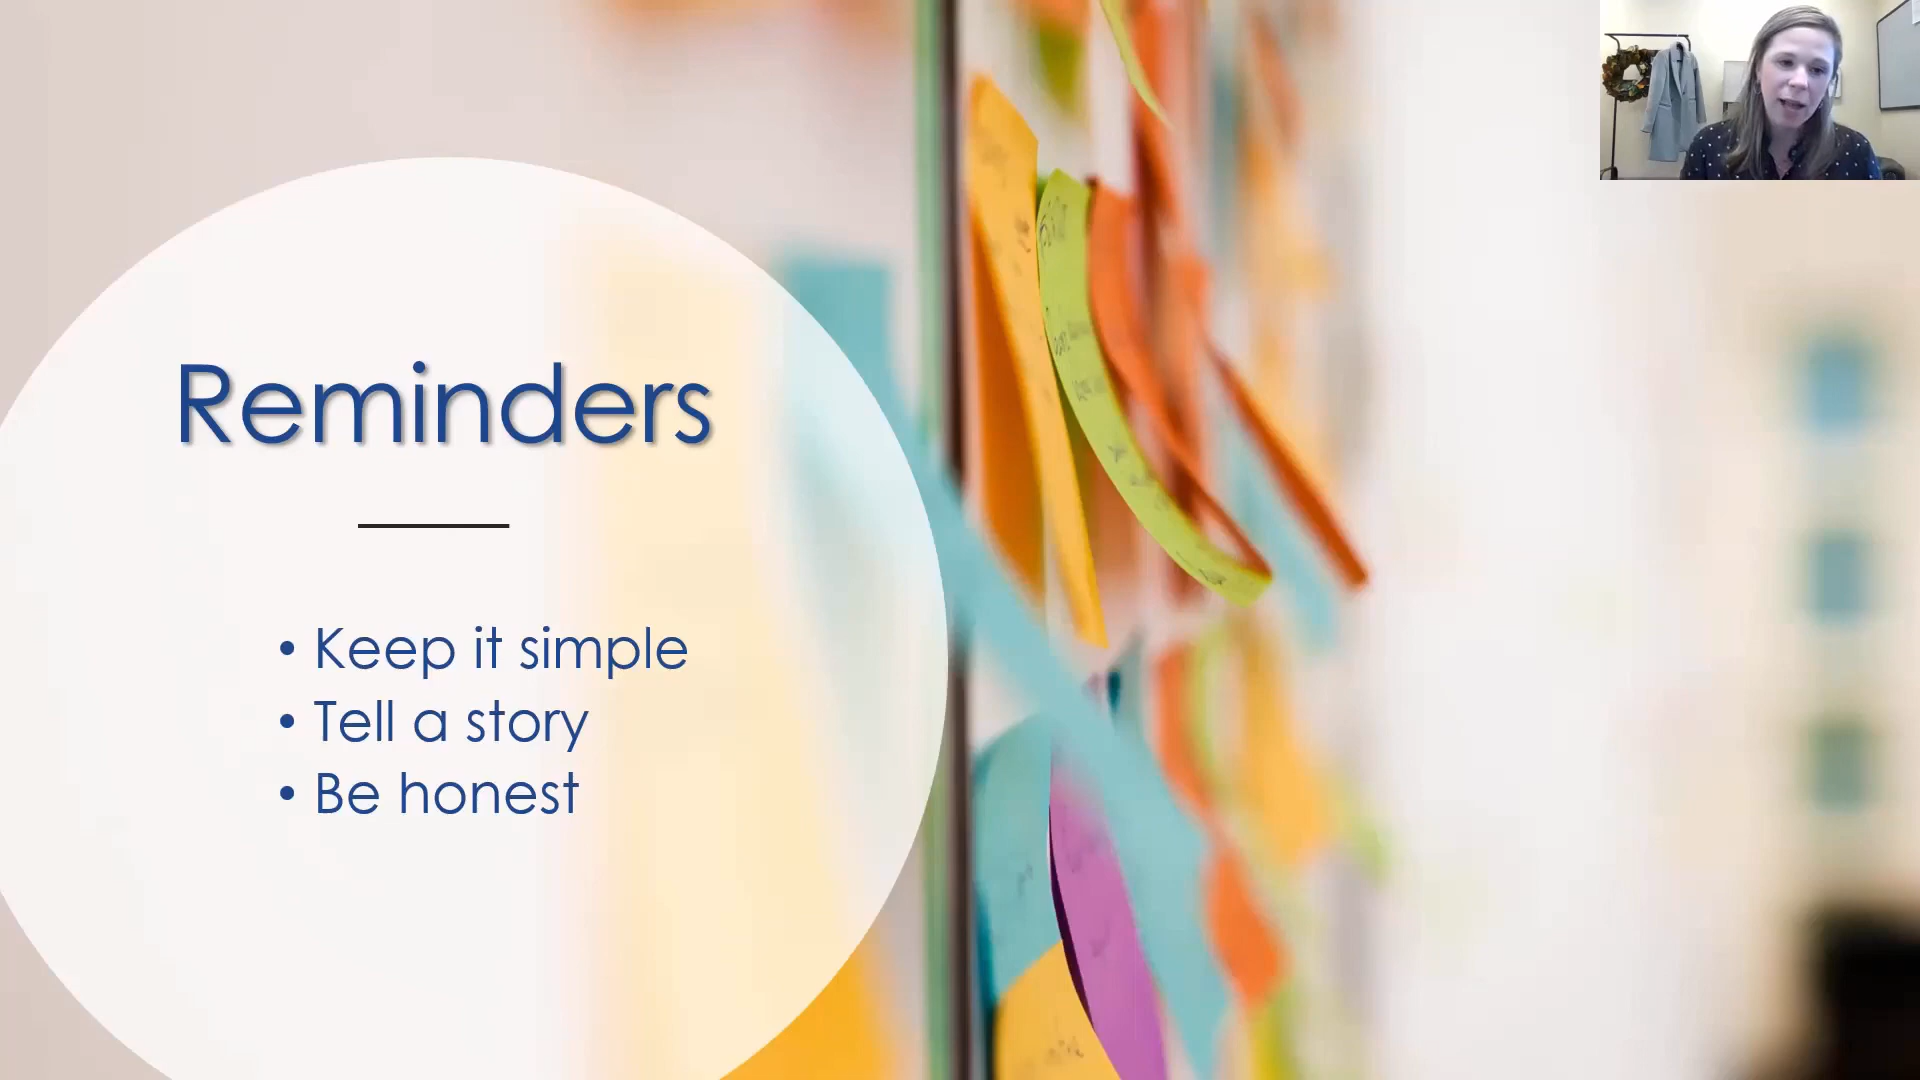 Reminders
• Keep it simple
• Tell a story
• Be honest